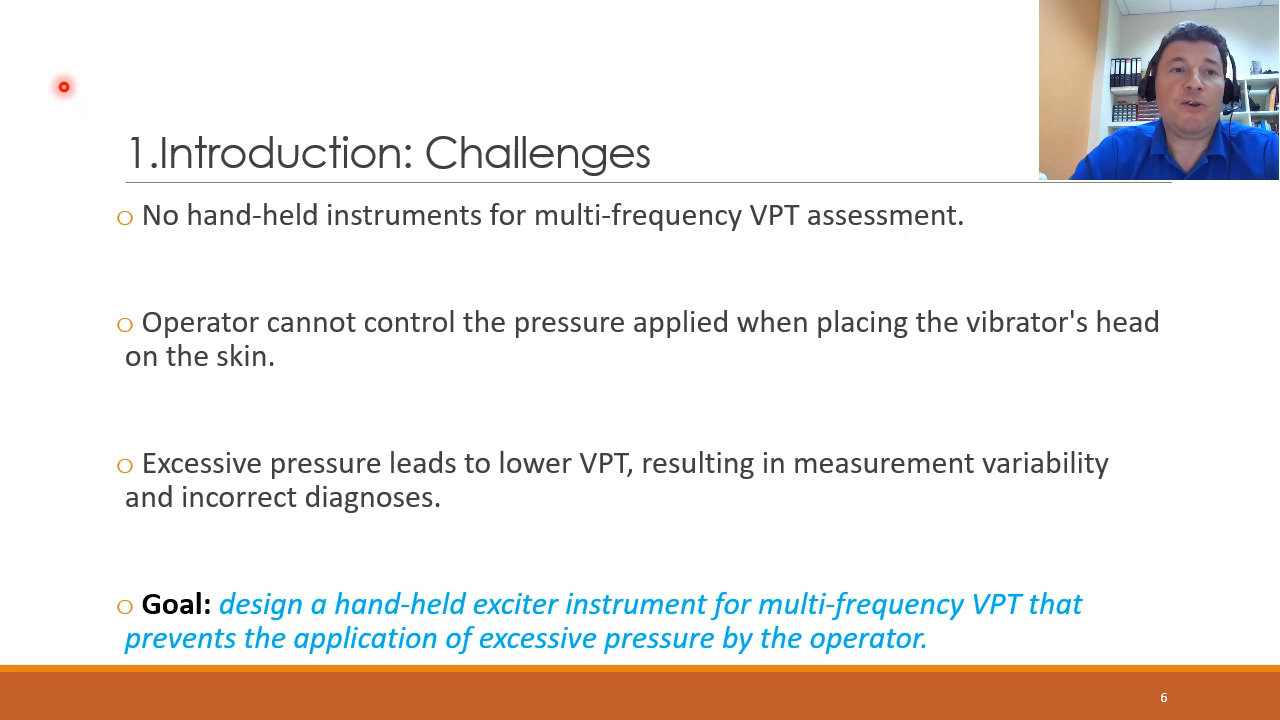 1.Introduction: Challenges
o No hand-held instruments for multi-frequency VPT assessment.
o Operator cannot control the pressure applied when placing the vibrator's head
on the skin.
o Excessive pressure leads to lower VPT, resulting in measurement variability
and incorrect diagnoses.
o Goal: design a hand-held exciter instrument for multi-frequency VPT that
prevents the application of excessive pressure by the operator.
6